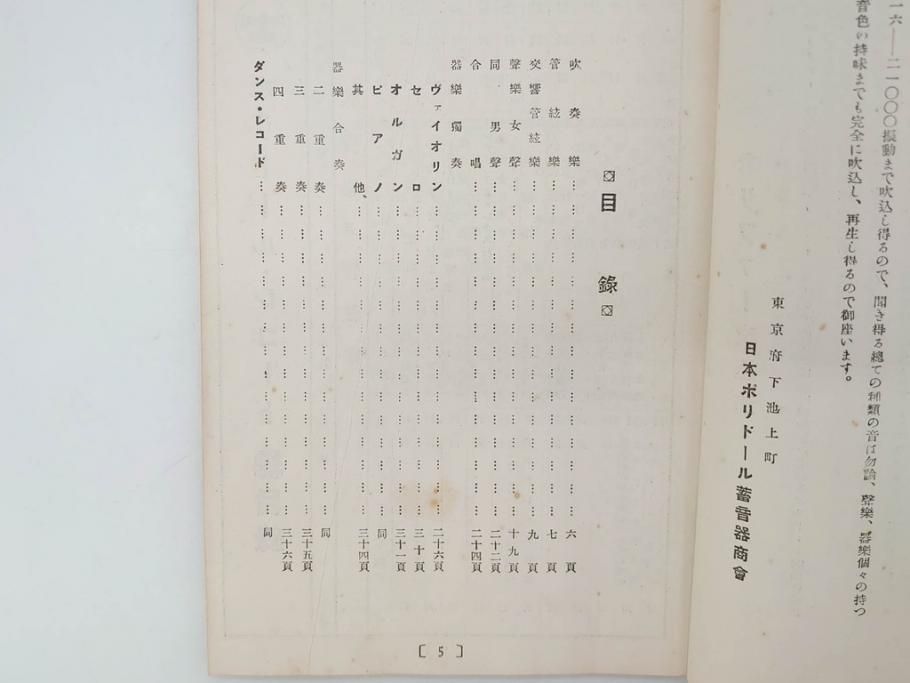 一六——二一〇〇〇振動まで吹込し得るので、聞き得る總ての種類の音は勿論、聲樂、器樂個々の持つ
音色の持味までも完全に吹込し、再生し得るので御座います。
東京府下池上町
日本ポリドール蓄音器商會
目錄
吹奏樂……六頁
管絃樂……七頁
交響管絃樂……九頁
聲樂女聲……十九頁
同男聲……二十二頁
合唱……二十四頁
器樂獨奏
ヴァイオリン……二十六頁
セロ……三十頁
オルガン……三十一頁
ピアノ……同
其他、……三十四頁
器樂合奏
二重奏……同
三重奏……三十五頁
四重奏……三十六頁
ダンス・レコード……同
〔5〕